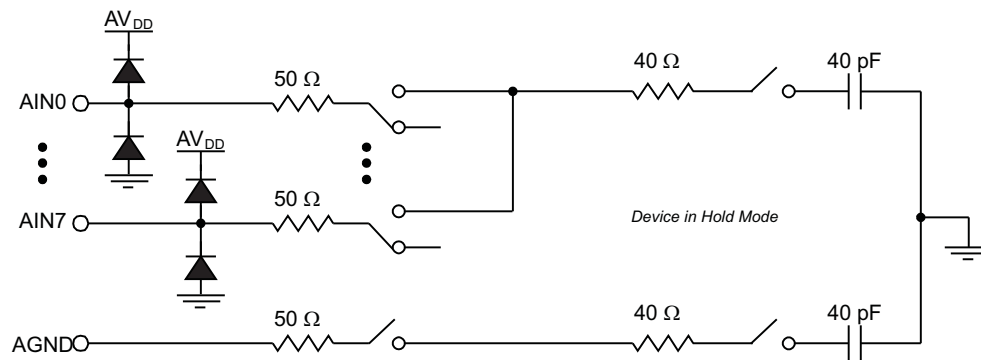 AVDD
50 Ω
40 Ω
40 pF
AIN0
AVDD
50 Ω
AIN7
Device in Hold Mode
50 Ω
40 Ω
40 pF
AGND